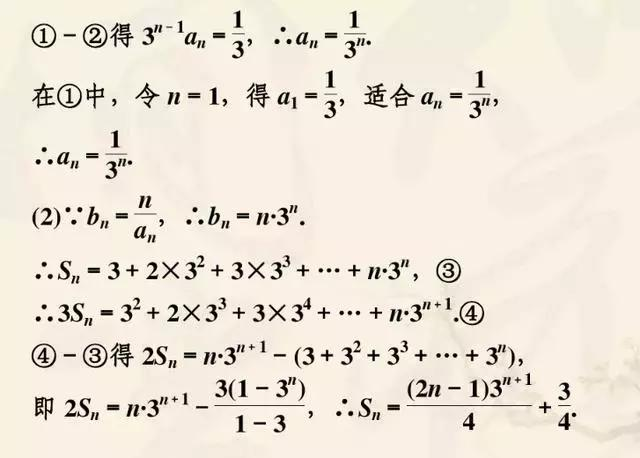 ①-②得 3ⁿ⁻¹aₙ = 1/3, ∴aₙ = 1/3ⁿ.
在①中, 令 n = 1, 得 a₁ = 1/3, 适合 aₙ = 1/3ⁿ,
∴aₙ = 1/3ⁿ.
(2)∵bₙ = n/aₙ, ∴bₙ = n·3ⁿ.
∴Sₙ = 3 + 2×3² + 3×3³ + ⋯ + n·3ⁿ, ③
∴3Sₙ = 3² + 2×3³ + 3×3⁴ + ⋯ + n·3ⁿ⁺¹.④
④-③得 2Sₙ = n·3ⁿ⁺¹ - (3 + 3² + 3³ + ⋯ + 3ⁿ),
即 2Sₙ = n·3ⁿ⁺¹ - 3(1 - 3ⁿ)/(1 - 3), ∴Sₙ = (2n - 1)3ⁿ⁺¹/4 + 3/4.